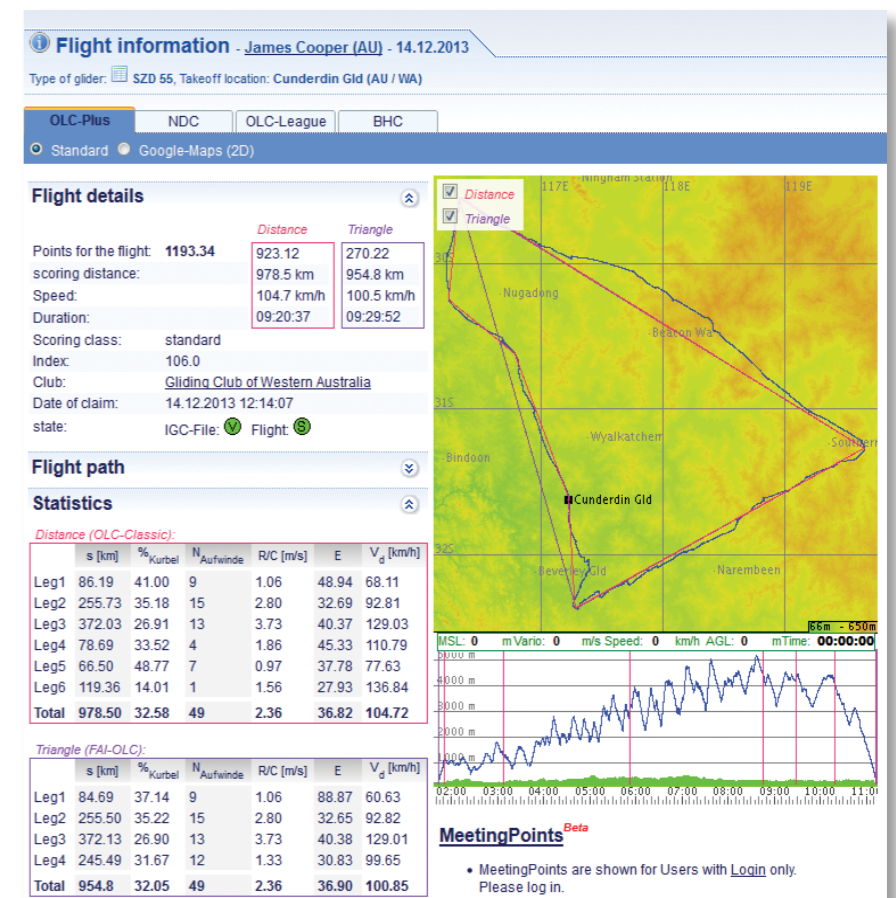 Flight information - James Cooper (AU) - 14.12.2013
Type of glider: SZD 55, Takeoff location: Cunderdin Gld (AU / WA)
OLC-Plus NDC OLC-League BHC
Standard Google-Maps (2D)
Flight details
Distance Triangle
Points for the flight: 1193.34 923.12 270.22
scoring distance: 978.5 km 954.8 km
Speed: 104.7 km/h 100.5 km/h
Duration: 09:20:37 09:29:52
Scoring class: standard
Index: 106.0
Club: Gliding Club of Western Australia
Date of claim: 14.12.2013 12:14:07
state: IGC-File: V Flight: S
Flight path
Statistics
Distance (OLC-Classic):
s [km] %Kurbel NAufwinde R/C [m/s] E Vd [km/h]
Leg1 86.19 41.00 9 1.06 48.94 68.11
Leg2 255.73 35.18 15 2.80 32.69 92.81
Leg3 372.03 26.91 13 3.73 40.37 129.03
Leg4 78.69 33.52 4 1.86 45.33 110.79
Leg5 66.50 48.77 7 0.97 37.78 77.63
Leg6 119.36 14.01 1 1.56 27.93 136.84
Total 978.50 32.58 49 2.36 36.82 104.72
Triangle (FAI-OLC):
s [km] %Kurbel NAufwinde R/C [m/s] E Vd [km/h]
Leg1 84.69 37.14 9 1.06 88.87 60.63
Leg2 255.50 35.22 15 2.80 32.65 92.82
Leg3 372.13 26.90 13 3.73 40.38 129.01
Leg4 245.49 31.67 12 1.33 30.83 99.65
Total 954.8 32.05 49 2.36 36.90 100.85
Distance
Triangle
Ningham Station
117E 118E 119E
30S
Nugadong
Beacon Wa
31S
Wyalkatchem
Southern
Bindoon
Cunderdin Gld
32S
Beverley Gld Narembeen
66m - 650m
MSL: 0 m Vario: 0 m/s Speed: 0 km/h AGL: 0 m Time: 00:00:00
5000 m
4000 m
3000 m
2000 m
1000 m
02:00 03:00 04:00 05:00 06:00 07:00 08:00 09:00 10:00 11:0
MeetingPoints Beta
• MeetingPoints are shown for Users with Login only.
Please log in.